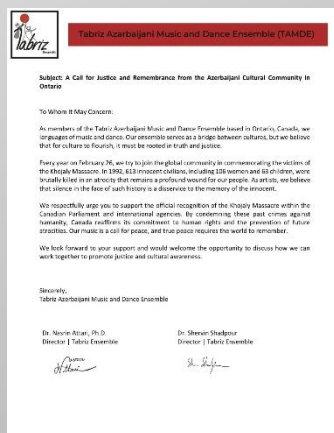 Tabriz
Tabriz Azarbaijani Music and Dance Ensemble (TAMDE)
Subject: A Call for Justice and Remembrance from the Azerbaijani Cultural Community in
Ontario
To Whom It May Concern:
As members of the Tabriz Azerbaijani Music and Dance Ensemble based in Ontario, Canada, we
languages of music and dance. Our ensemble serves as a bridge between cultures, but we believe
that for culture to flourish, it must be rooted in truth and justice.
Every year on February 26, we try to join the global community in commemorating the victims of
the Khojaly Massacre. In 1992, 613 innocent civilians, including 106 women and 63 children, were
brutally killed in an atrocity that remains a profound wound for our people. As artists, we believe
that silence in the face of such history is a disservice to the memory of the innocent.
We respectfully urge you to support the official recognition of the Khojaly Massacre within the
Canadian Parliament and international agencies. By condemning these past crimes against
humanity, Canada reaffirms its commitment to human rights and the prevention of future
atrocities. Our music is a call for peace, and true peace requires the world to remember.
We look forward to your support and would welcome the opportunity to discuss how we can
work together to promote justice and cultural awareness.
Sincerely,
Tabriz Azerbaijani Music and Dance Ensemble
Dr. Nasrin Attari, Ph.D.
Director | Tabriz Ensemble
Dr. Shervin Shadpour
Director | Tabriz Ensemble